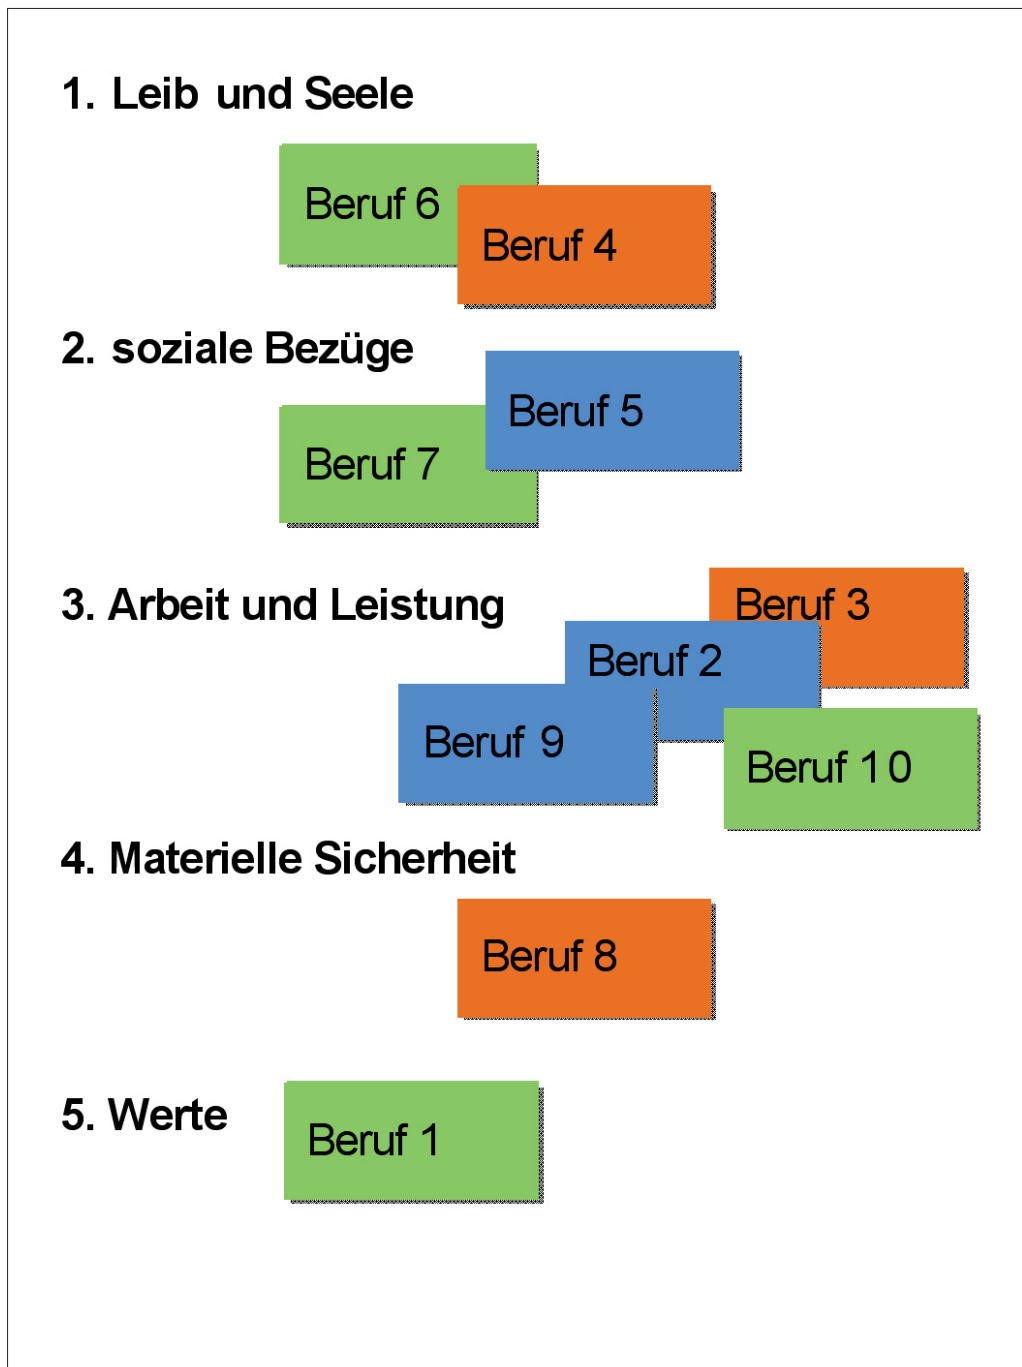 1. Leib und Seele
Beruf 6
Beruf 4
2. soziale Bezüge
Beruf 5
Beruf 7
3. Arbeit und Leistung
Beruf 3
Beruf 2
Beruf 9
Beruf 10
4. Materielle Sicherheit
Beruf 8
5. Werte
Beruf 1